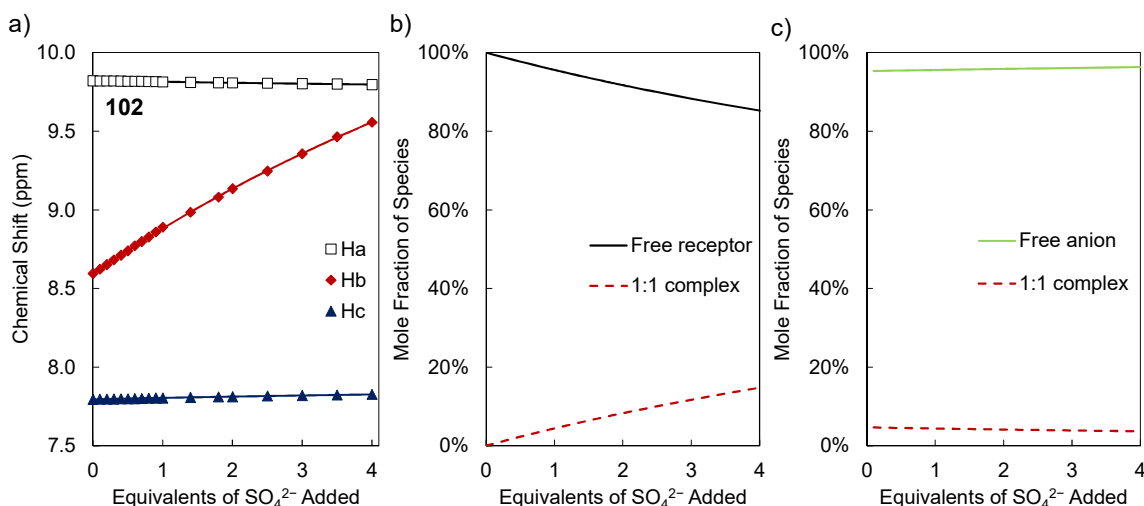 a)
Chemical Shift (ppm)
10.0
9.5
9.0
8.5
8.0
7.5
102
Ha
Hb
Hc
0 1 2 3 4
Equivalents of SO₄²⁻ Added
b)
Mole Fraction of Species
100%
80%
60%
40%
20%
0%
Free receptor
1:1 complex
0 1 2 3 4
Equivalents of SO₄²⁻ Added
c)
Mole Fraction of Species
100%
80%
60%
40%
20%
0%
Free anion
1:1 complex
0 1 2 3 4
Equivalents of SO₄²⁻ Added